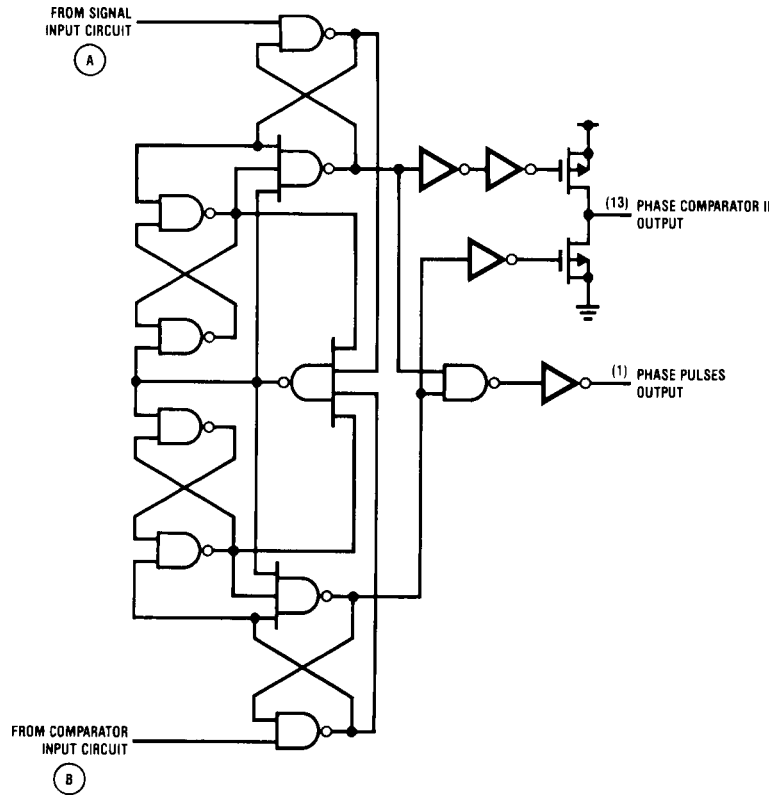 FROM SIGNAL
INPUT CIRCUIT
A
(13) PHASE COMPARATOR II
OUTPUT
(1) PHASE PULSES
OUTPUT
FROM COMPARATOR
INPUT CIRCUIT
B